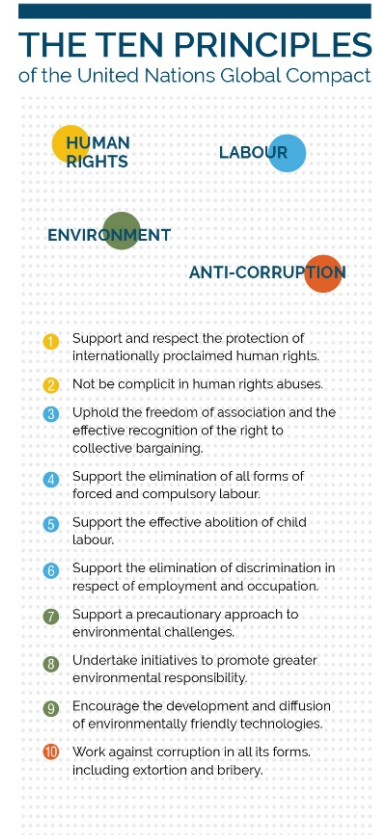 THE TEN PRINCIPLES
of the United Nations Global Compact
HUMAN
RIGHTS
LABOUR
ENVIRONMENT
ANTI-CORRUPTION
1 Support and respect the protection of
internationally proclaimed human rights.
2 Not be complicit in human rights abuses.
3 Uphold the freedom of association and the
effective recognition of the right to
collective bargaining.
4 Support the elimination of all forms of
forced and compulsory labour.
5 Support the effective abolition of child
labour.
6 Support the elimination of discrimination in
respect of employment and occupation.
7 Support a precautionary approach to
environmental challenges.
8 Undertake initiatives to promote greater
environmental responsibility.
9 Encourage the development and diffusion
of environmentally friendly technologies.
10 Work against corruption in all its forms.
including extortion and bribery.